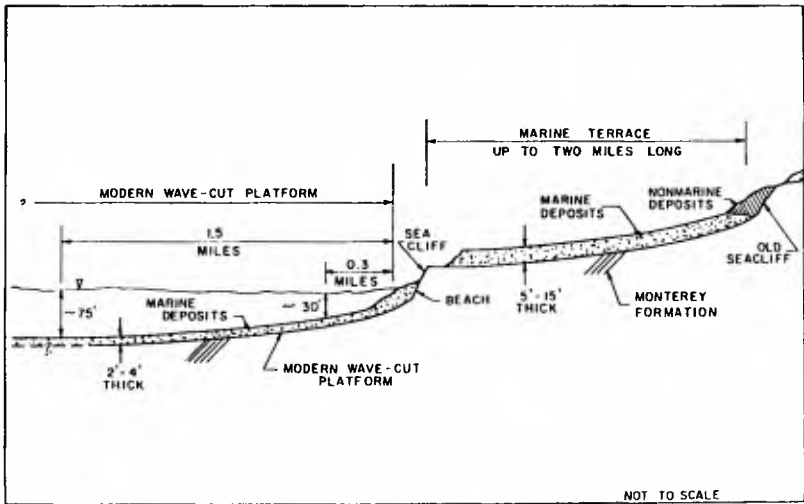 MARINE TERRACE
UP TO TWO MILES LONG
MODERN WAVE-CUT PLATFORM
?
NONMARINE
DEPOSITS
MARINE
DEPOSITS
1.5
MILES
SEA
CLIFF
0.3
MILES
OLD
SEACLIFF
~75'
MARINE
DEPOSITS
~ 30'
BEACH
5'-15'
THICK
MONTEREY
FORMATION
?
2'-4'
THICK
MODERN WAVE-CUT
PLATFORM
NOT TO SCALE